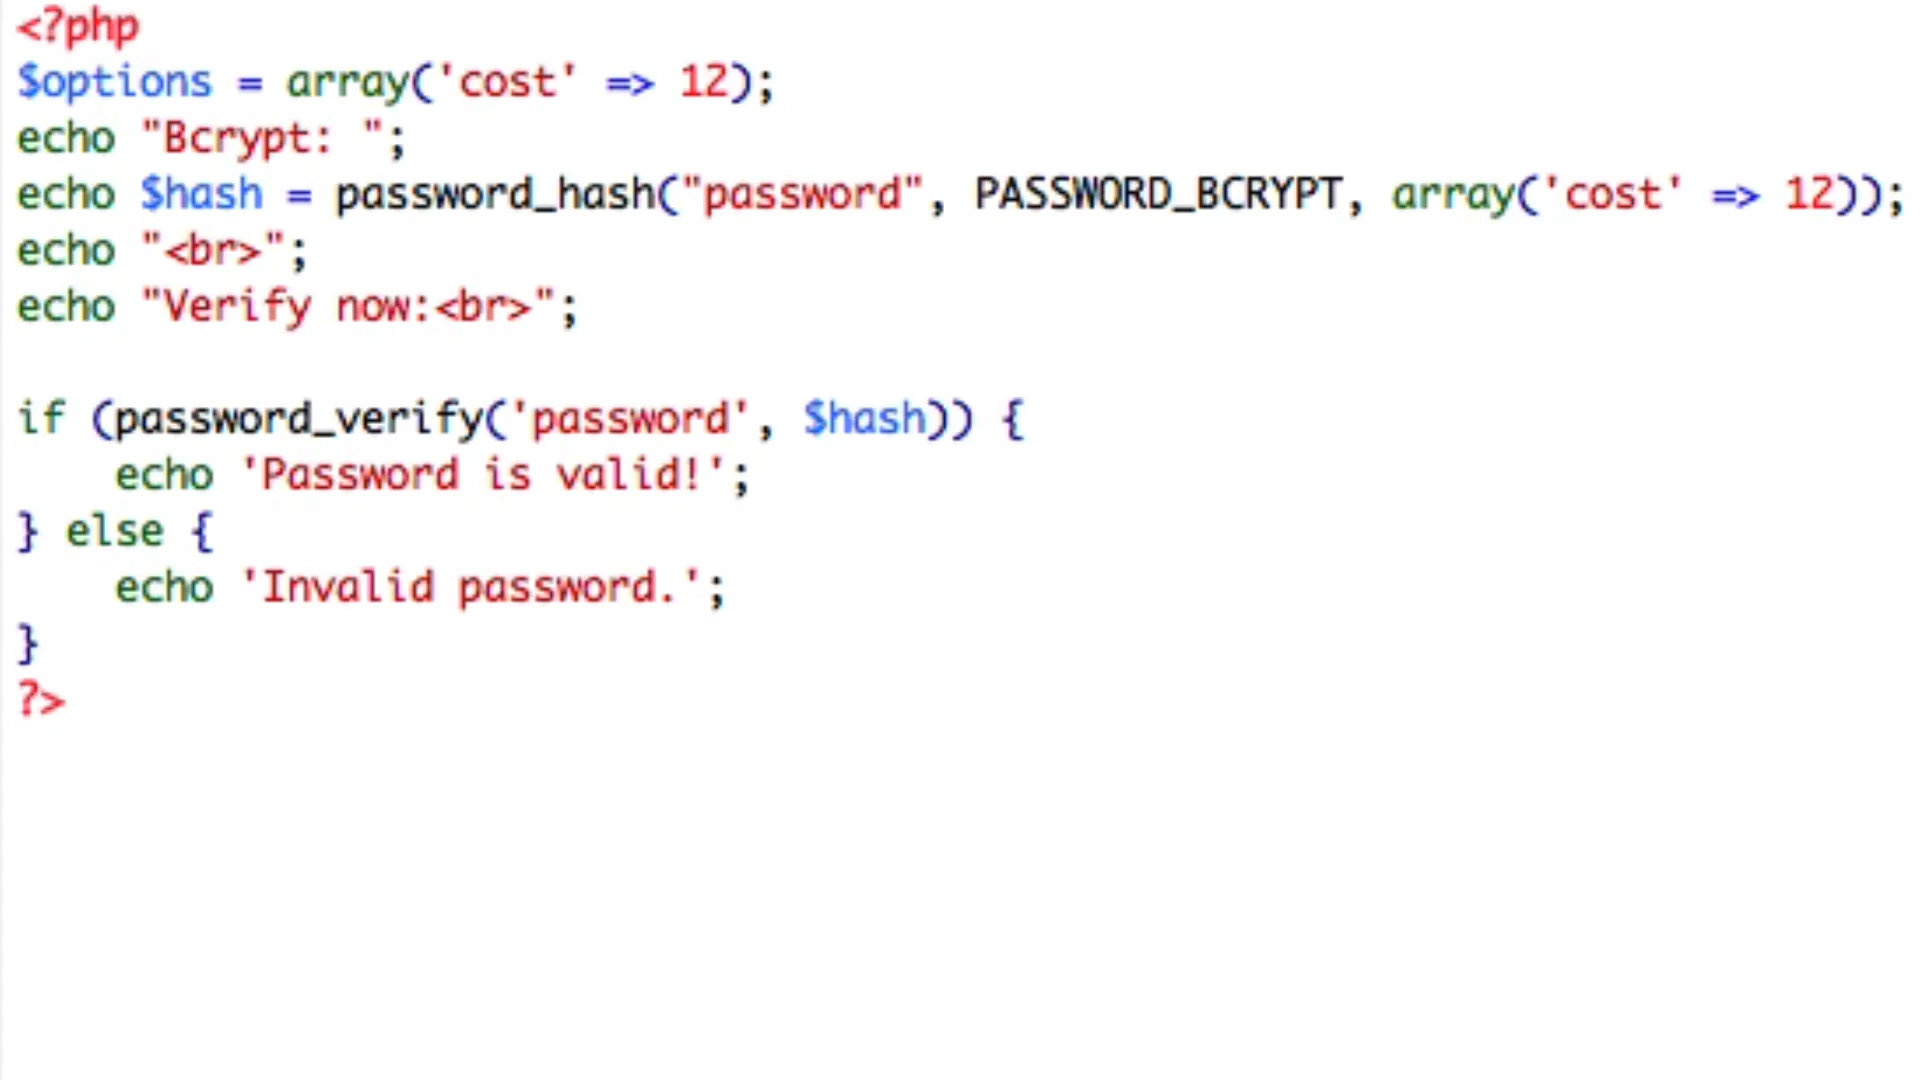 <?php
$options = array('cost' => 12);
echo "Bcrypt: ";
echo $hash = password_hash("password", PASSWORD_BCRYPT, array('cost' => 12));
echo "<br>";
echo "Verify now:<br>";
if (password_verify('password', $hash)) {
    echo 'Password is valid!';
} else {
    echo 'Invalid password.';
}
?>